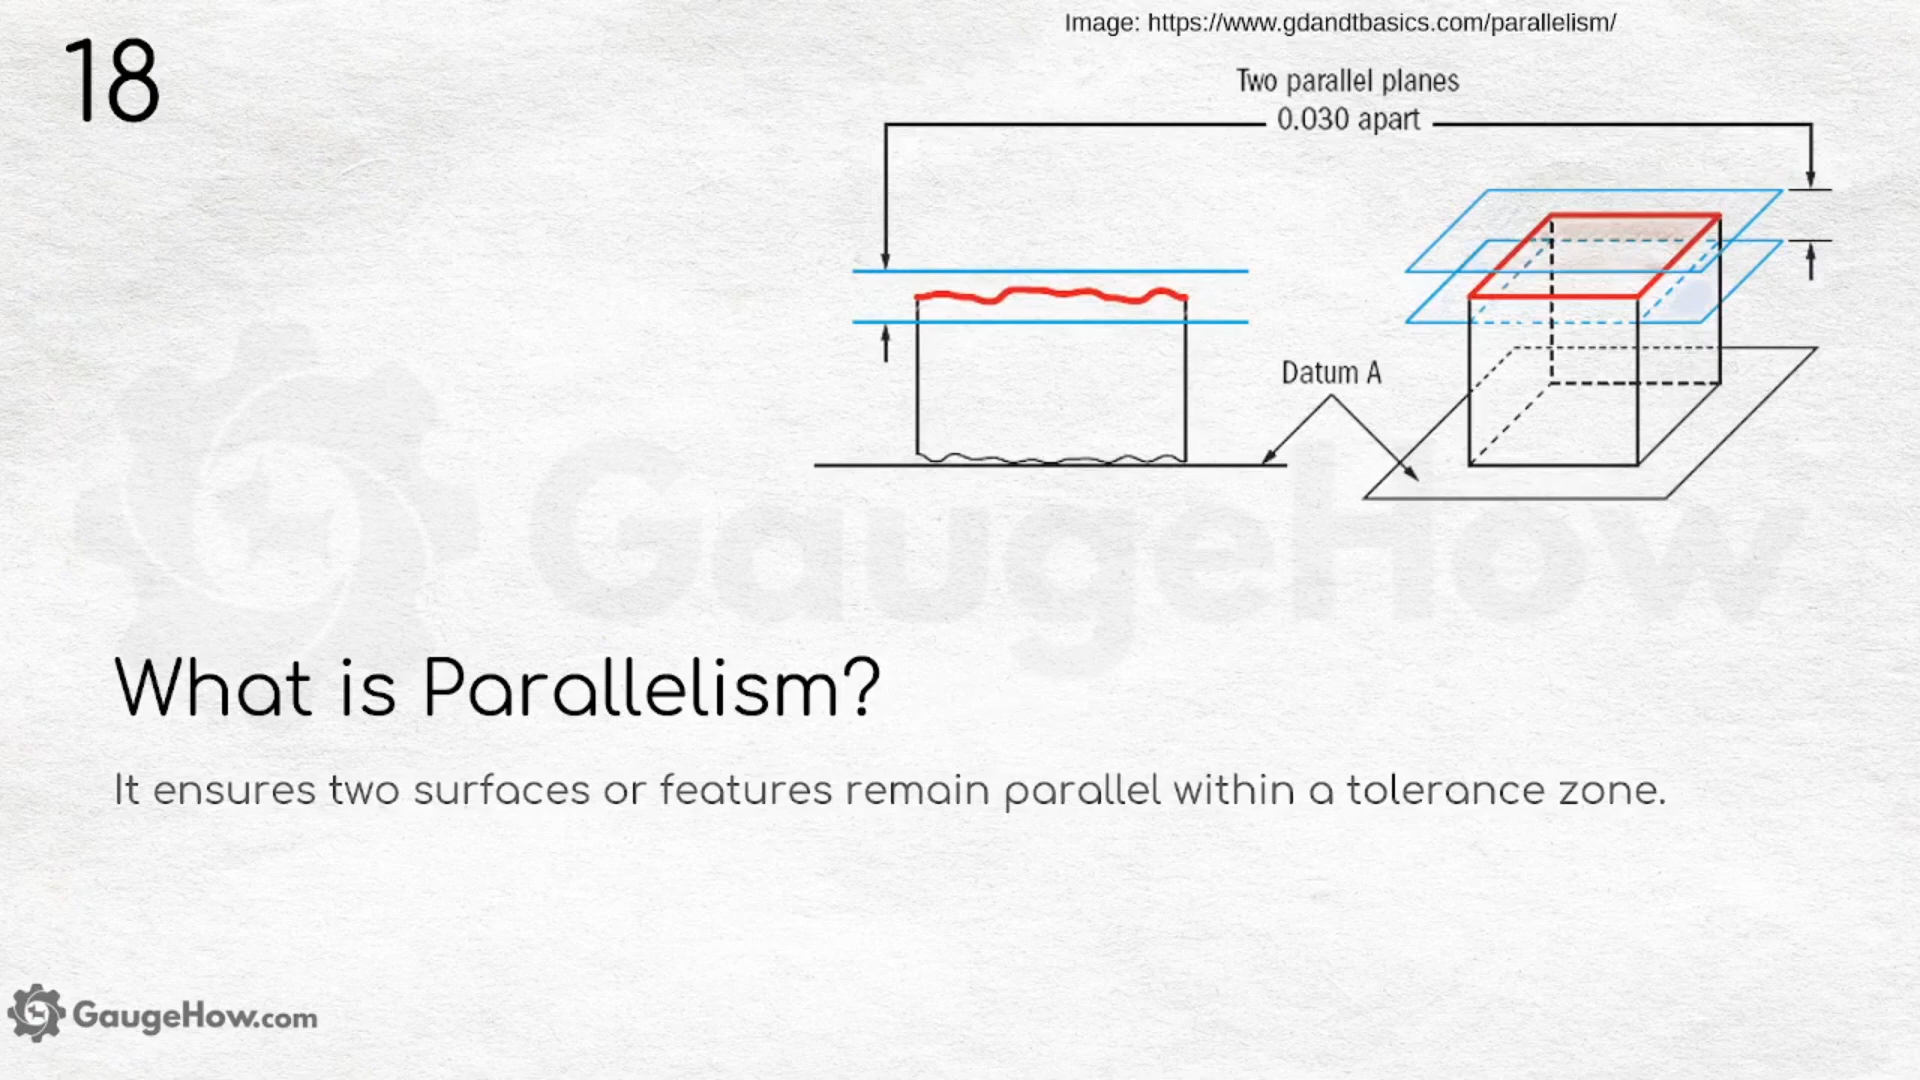 18
Image: https://www.gdandtbasics.com/parallelism/
Two parallel planes
0.030 apart
Datum A
GaugeHow
What is Parallelism?
It ensures two surfaces or features remain parallel within a tolerance zone.
GaugeHow.com